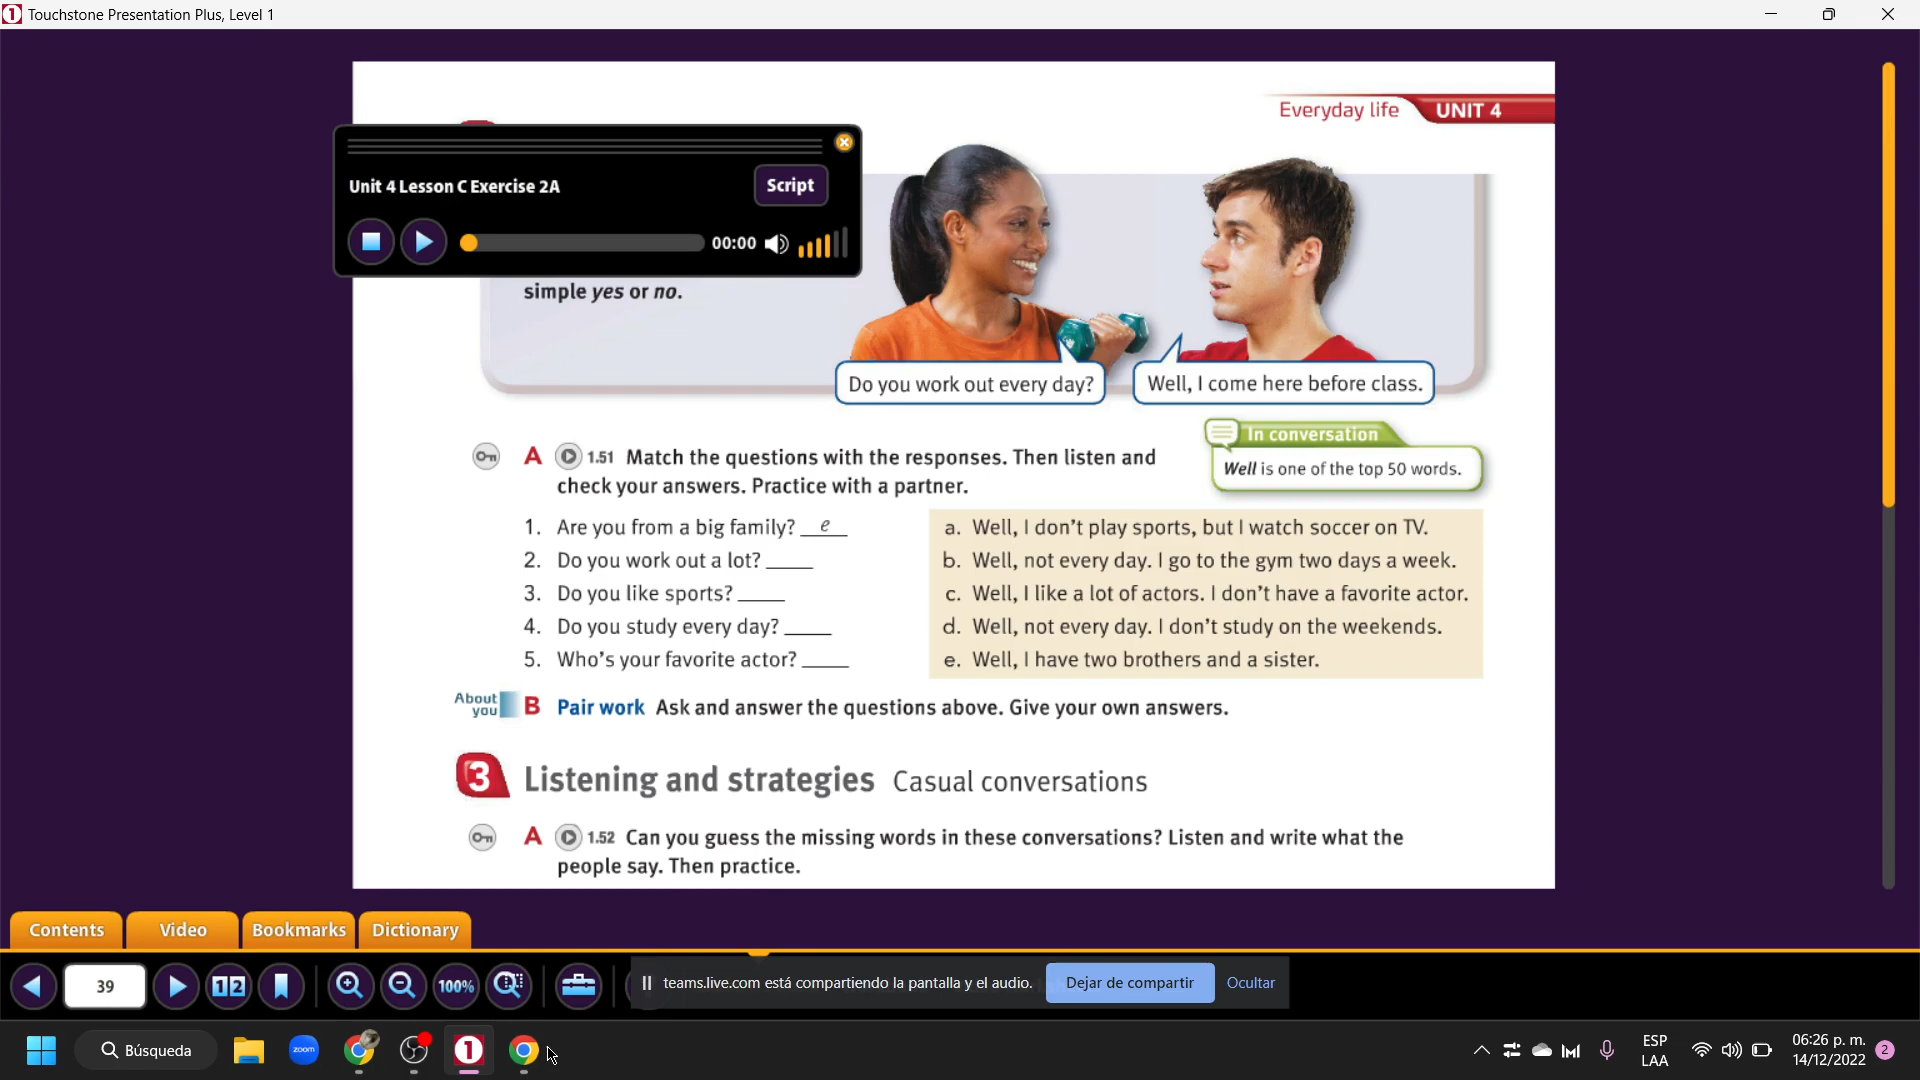 Touchstone Presentation Plus, Level 1
Everyday life UNIT 4
Unit 4 Lesson C Exercise 2A
Script
00:00
simple yes or no.
Do you work out every day?
Well, I come here before class.
In conversation
Well is one of the top 50 words.
A 1.51 Match the questions with the responses. Then listen and
check your answers. Practice with a partner.
1. Are you from a big family? e
2. Do you work out a lot?
3. Do you like sports?
4. Do you study every day?
5. Who's your favorite actor?
a. Well, I don't play sports, but I watch soccer on TV.
b. Well, not every day. I go to the gym two days a week.
c. Well, I like a lot of actors. I don't have a favorite actor.
d. Well, not every day. I don't study on the weekends.
e. Well, I have two brothers and a sister.
About
you
B Pair work Ask and answer the questions above. Give your own answers.
3 Listening and strategies Casual conversations
A 1.52 Can you guess the missing words in these conversations? Listen and write what the
people say. Then practice.
Contents Video Bookmarks Dictionary
39
12
100%
teams.live.com está compartiendo la pantalla y el audio.
Dejar de compartir
Ocultar
Búsqueda
zoom
1
ESP
LAA
06:26 p. m.
14/12/2022
2